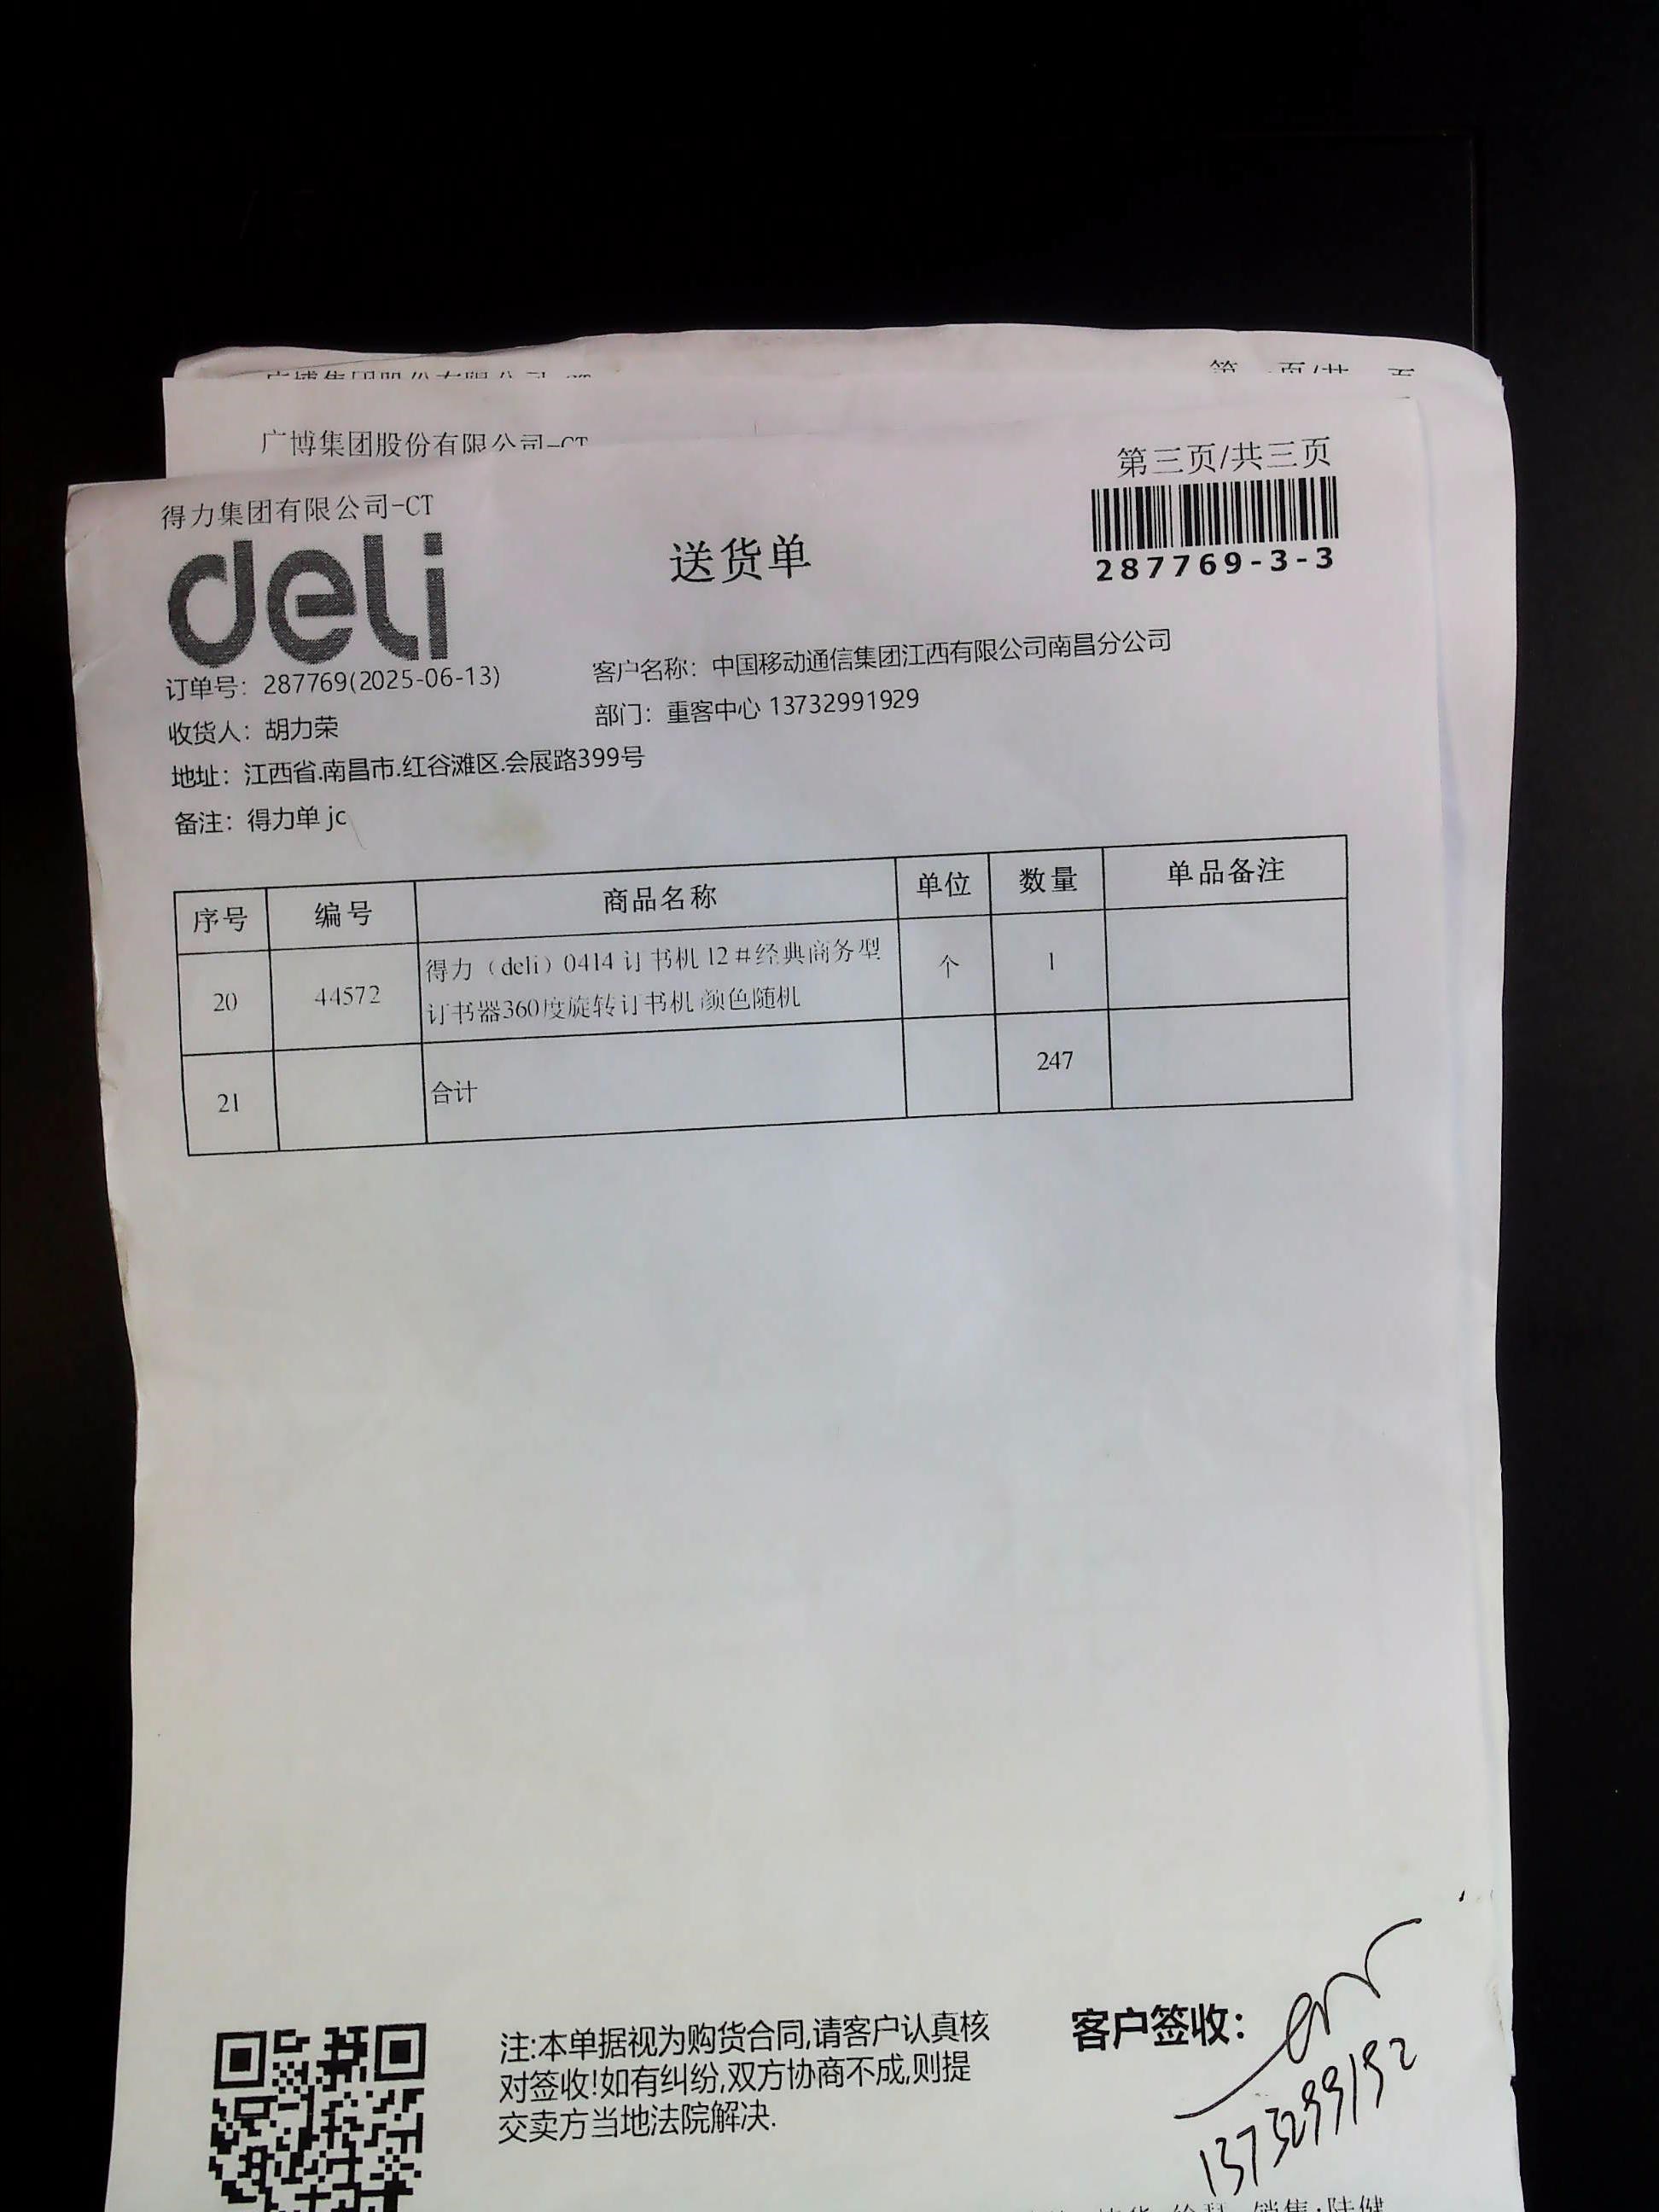 广博集团股份有限公司-CT
第三页/共三页
得力集团有限公司-CT
deli
送货单
287769-3-3
订单号：287769(2025-06-13)
客户名称：中国移动通信集团江西有限公司南昌分公司
收货人：胡力荣
部门：重客中心 13732991929
地址：江西省.南昌市.红谷滩区.会展路399号
备注：得力单 jc
序号 编号 商品名称 单位 数量 单品备注
20 44572 得力（deli）0414 订书机 12#经典商务型 个 1
订书器360度旋转订书机 颜色随机
21 合计 247
注:本单据视为购货合同,请客户认真核
对签收!如有纠纷,双方协商不成,则提
交卖方当地法院解决.
客户签收：
销售:陆健